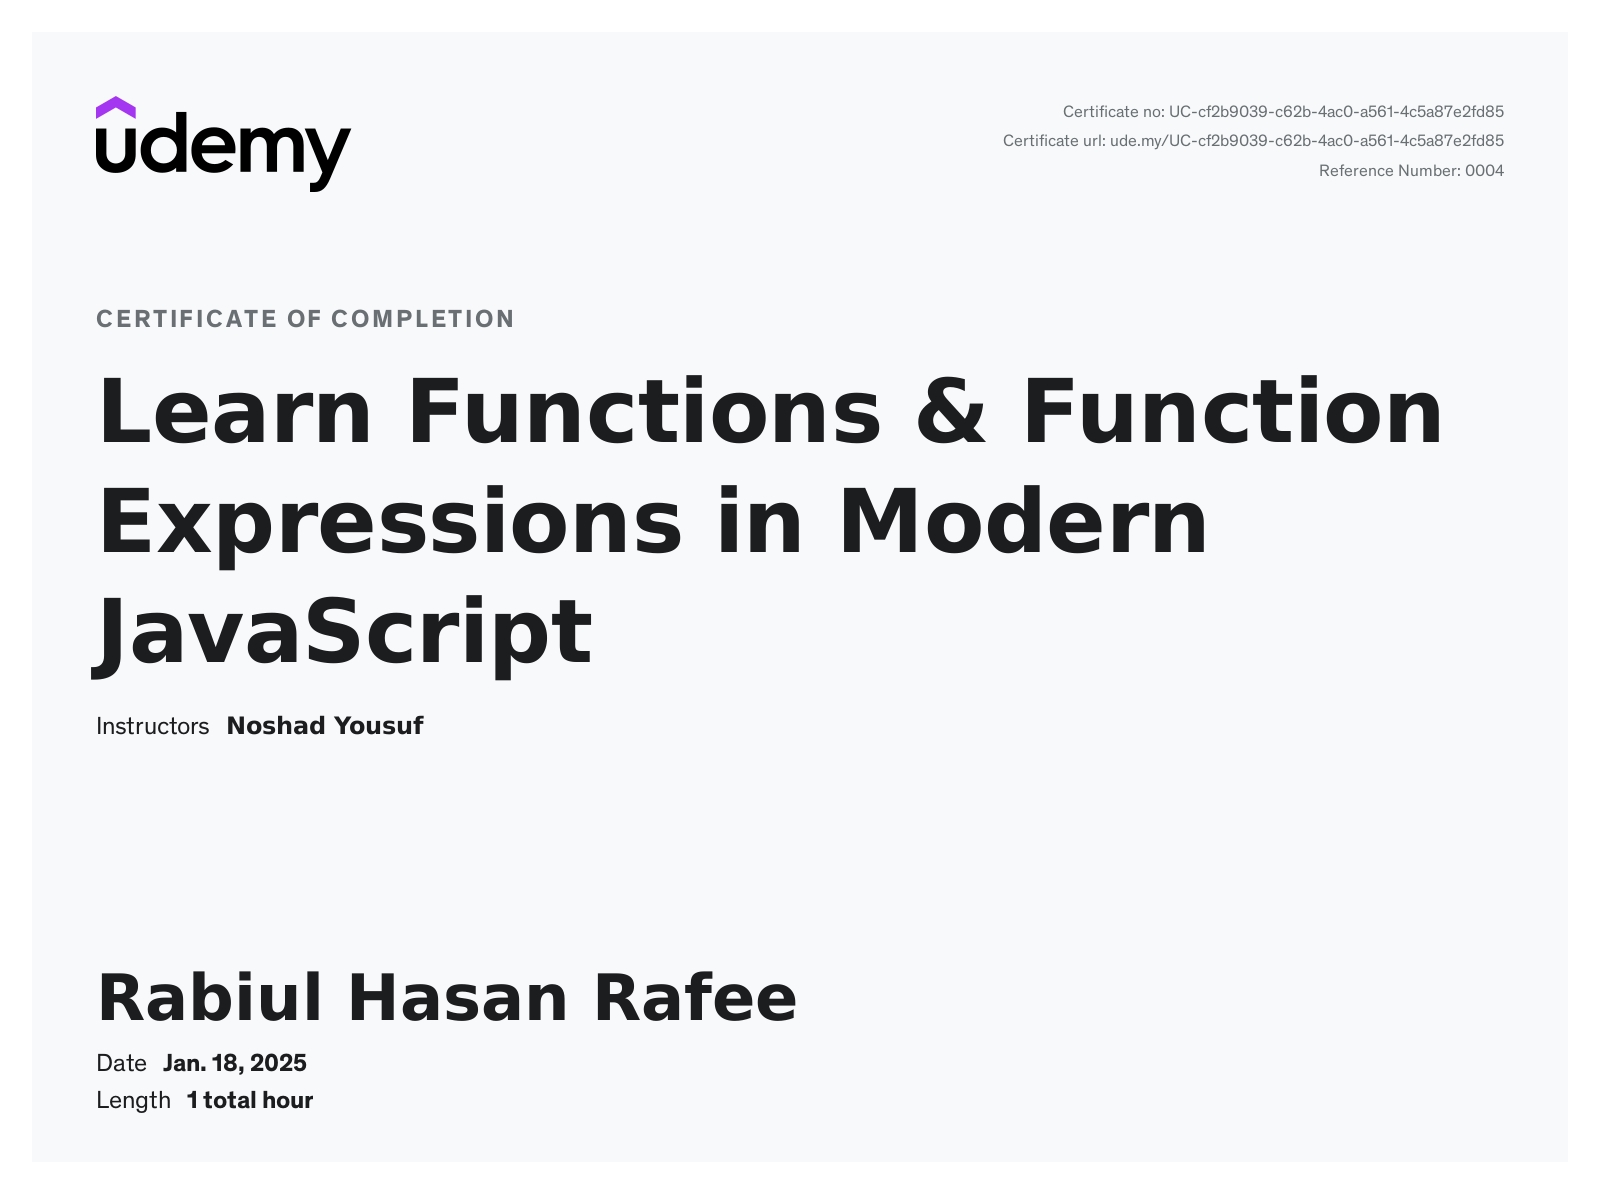 udemy
Certificate no: UC-cf2b9039-c62b-4ac0-a561-4c5a87e2fd85
Certificate url: ude.my/UC-cf2b9039-c62b-4ac0-a561-4c5a87e2fd85
Reference Number: 0004
CERTIFICATE OF COMPLETION
Learn Functions & Function
Expressions in Modern
JavaScript
Instructors Noshad Yousuf
Rabiul Hasan Rafee
Date Jan. 18, 2025
Length 1 total hour